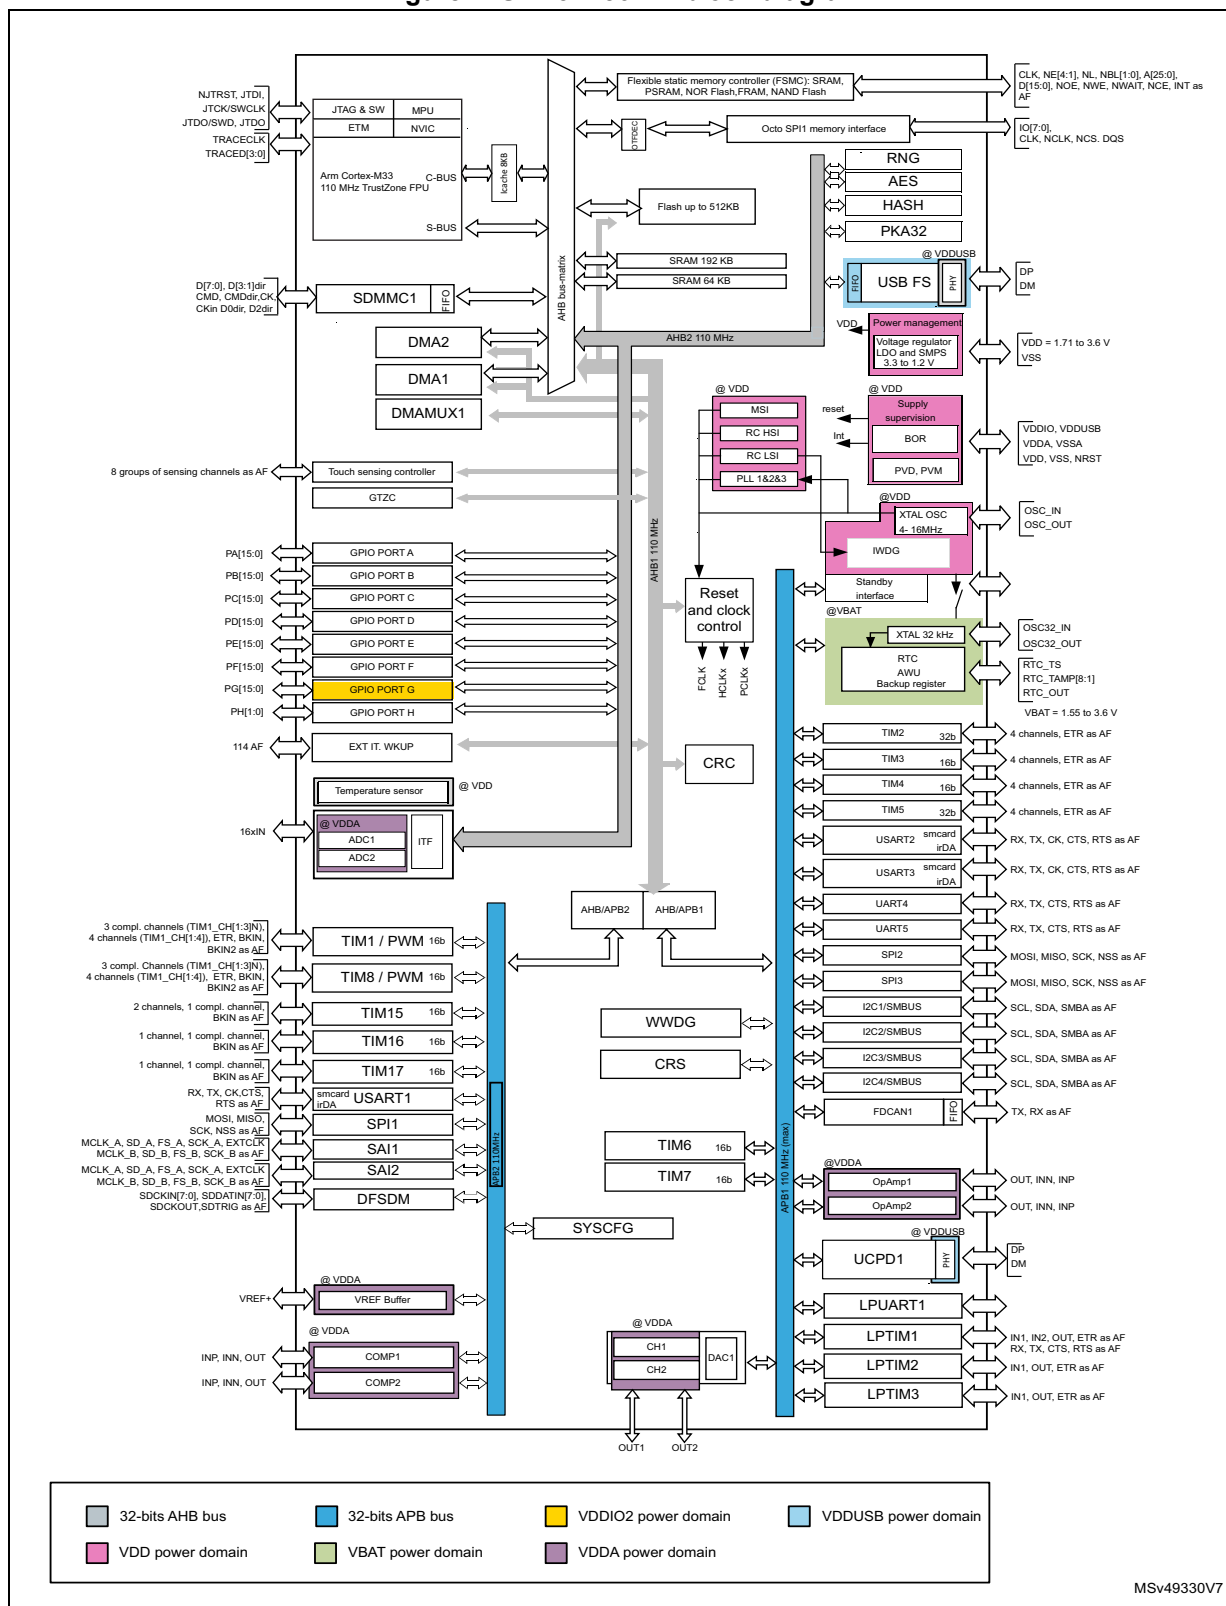 CLK, NE[4:1], NL, NBL[1:0], A[25:0],
D[15:0], NOE, NWE, NWAIT, NCE, INT as
AF
Flexible static memory controller (FSMC): SRAM,
PSRAM, NOR Flash,FRAM, NAND Flash
NJTRST, JTDI,
JTCK/SWCLK
JTDO/SWD, JTDO
TRACECLK
TRACED[3:0]
JTAG & SW
MPU
ETM
NVIC
Arm Cortex-M33
110 MHz TrustZone FPU
C-BUS
S-BUS
Icache 8KB
OTFDEC
Octo SPI1 memory interface
IO[7:0],
CLK, NCLK, NCS. DQS
RNG
AES
HASH
PKA32
Flash up to 512KB
SRAM 192 KB
SRAM 64 KB
AHB bus-matrix
@ VDDUSB
FIFO
USB FS
PHY
DP
DM
D[7:0], D[3:1]dir
CMD, CMDdir,CK,
CKin D0dir, D2dir
SDMMC1
FIFO
DMA2
DMA1
DMAMUX1
AHB2 110 MHz
VDD
Power management
Voltage regulator
LDO and SMPS
3.3 to 1.2 V
VDD = 1.71 to 3.6 V
VSS
@ VDD
MSI
RC HSI
RC LSI
PLL 1&2&3
@ VDD
reset
Int
Supply
supervision
BOR
PVD, PVM
VDDIO, VDDUSB
VDDA, VSSA
VDD, VSS, NRST
8 groups of sensing channels as AF
Touch sensing controller
GTZC
@VDD
XTAL OSC
4- 16MHz
IWDG
OSC_IN
OSC_OUT
Standby
interface
@VBAT
XTAL 32 kHz
RTC
AWU
Backup register
OSC32_IN
OSC32_OUT
RTC_TS
RTC_TAMP[8:1]
RTC_OUT
VBAT = 1.55 to 3.6 V
AHB1 110 MHz
Reset
and clock
control
FCLK
HCLKx
PCLKx
PA[15:0]
GPIO PORT A
PB[15:0]
GPIO PORT B
PC[15:0]
GPIO PORT C
PD[15:0]
GPIO PORT D
PE[15:0]
GPIO PORT E
PF[15:0]
GPIO PORT F
PG[15:0]
GPIO PORT G
PH[1:0]
GPIO PORT H
114 AF
EXT IT. WKUP
CRC
Temperature sensor
@ VDD
16xIN
@ VDDA
ADC1
ADC2
ITF
AHB/APB2
AHB/APB1
TIM2 32b
4 channels, ETR as AF
TIM3 16b
4 channels, ETR as AF
TIM4 16b
4 channels, ETR as AF
TIM5 32b
4 channels, ETR as AF
USART2 smcard
irDA
RX, TX, CK, CTS, RTS as AF
USART3 smcard
irDA
RX, TX, CK, CTS, RTS as AF
UART4
RX, TX, CTS, RTS as AF
UART5
RX, TX, CTS, RTS as AF
SPI2
MOSI, MISO, SCK, NSS as AF
SPI3
MOSI, MISO, SCK, NSS as AF
I2C1/SMBUS
SCL, SDA, SMBA as AF
I2C2/SMBUS
SCL, SDA, SMBA as AF
I2C3/SMBUS
SCL, SDA, SMBA as AF
I2C4/SMBUS
SCL, SDA, SMBA as AF
FDCAN1
FIFO
TX, RX as AF
3 compl. channels (TIM1_CH[1:3]N),
4 channels (TIM1_CH[1:4]), ETR, BKIN,
BKIN2 as AF
TIM1 / PWM 16b
3 compl. Channels (TIM1_CH[1:3]N),
4 channels (TIM1_CH[1:4]), ETR, BKIN,
BKIN2 as AF
TIM8 / PWM 16b
2 channels, 1 compl. channel,
BKIN as AF
TIM15 16b
1 channel, 1 compl. channel,
BKIN as AF
TIM16 16b
1 channel, 1 compl. channel,
BKIN as AF
TIM17 16b
RX, TX, CK,CTS,
RTS as AF
smcard
irDA
USART1
MOSI, MISO,
SCK, NSS as AF
SPI1
MCLK_A, SD_A, FS_A, SCK_A, EXTCLK
MCLK_B, SD_B, FS_B, SCK_B as AF
SAI1
MCLK_A, SD_A, FS_A, SCK_A, EXTCLK
MCLK_B, SD_B, FS_B, SCK_B as AF
SAI2
SDCKIN[7:0], SDDATIN[7:0],
SDCKOUT,SDTRIG as AF
DFSDM
APB2 110MHz
WWDG
CRS
TIM6 16b
TIM7 16b
APB1 110 MHz (max)
SYSCFG
@VDDA
OpAmp1
OUT, INN, INP
OpAmp2
OUT, INN, INP
@ VDDUSB
UCPD1
PHY
DP
DM
@ VDDA
VREF+
VREF Buffer
@ VDDA
INP, INN, OUT
COMP1
INP, INN, OUT
COMP2
@ VDDA
CH1
CH2
DAC1
OUT1
OUT2
LPUART1
LPTIM1
IN1, IN2, OUT, ETR as AF
RX, TX, CTS, RTS as AF
LPTIM2
IN1, OUT, ETR as AF
LPTIM3
IN1, OUT, ETR as AF
32-bits AHB bus
32-bits APB bus
VDDIO2 power domain
VDDUSB power domain
VDD power domain
VBAT power domain
VDDA power domain
MSv49330V7